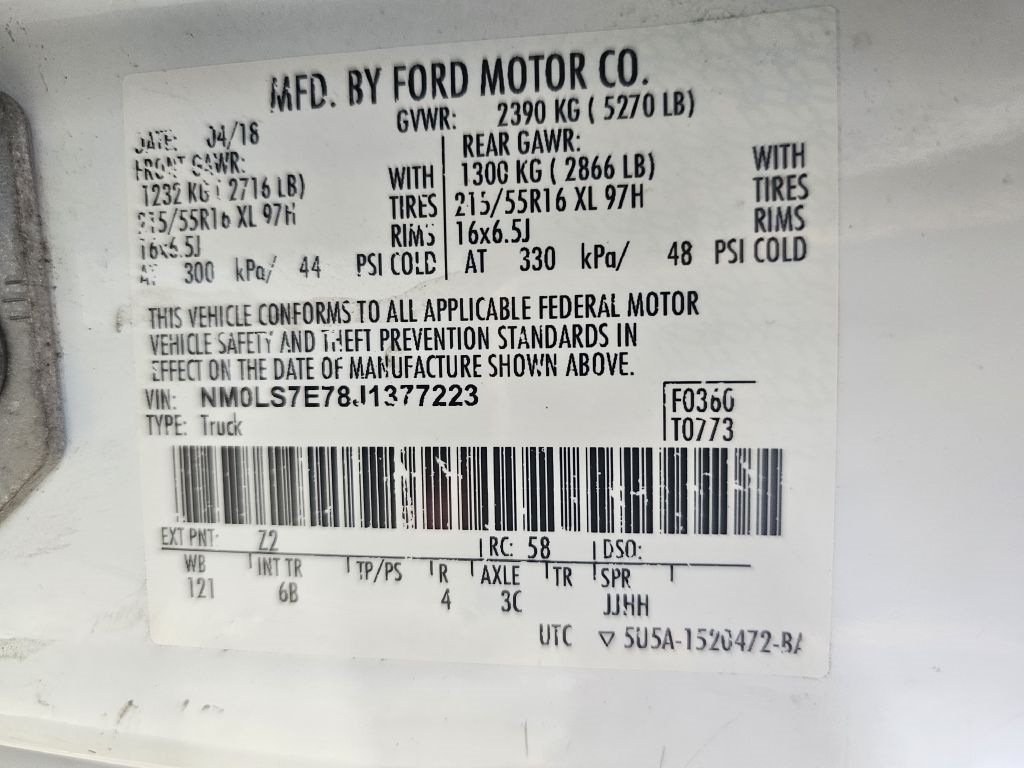 MFD. BY FORD MOTOR CO.
DATE: 04/18
GVWR: 2390 KG ( 5270 LB)
FRONT GAWR:
1232 KG ( 2716 LB) WITH
215/55R16 XL 97H TIRES
16x6.5J RIMS
AT 300 kPa/ 44 PSI COLD
REAR GAWR:
1300 KG ( 2866 LB) WITH
215/55R16 XL 97H TIRES
16x6.5J RIMS
AT 330 kPa/ 48 PSI COLD
THIS VEHICLE CONFORMS TO ALL APPLICABLE FEDERAL MOTOR
VEHICLE SAFETY AND THEFT PREVENTION STANDARDS IN
EFFECT ON THE DATE OF MANUFACTURE SHOWN ABOVE.
VIN: NM0LS7E78J1377223
TYPE: Truck
F0360
T0773
EXT PNT: Z2 RC: 58 DSO:
WB INT TR TP/PS R AXLE TR SPR
121 6B 4 3C JJHH
UTC ▽ 5U5A-1520472-BA